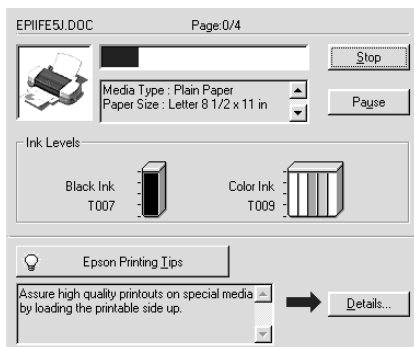 EPIIFE5J.DOC
Page:0/4
Stop
Media Type : Plain Paper
Paper Size : Letter 8 1/2 x 11 in
Pause
Ink Levels
Black Ink
T007
Color Ink
T009
Epson Printing Tips
Assure high quality printouts on special media
by loading the printable side up.
Details...